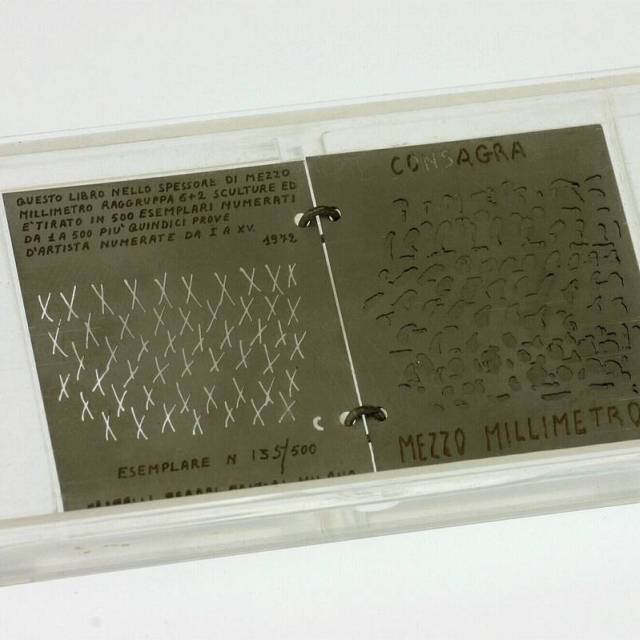 QUESTO LIBRO NELLO SPESSORE DI MEZZO
MILLIMETRO RAGGRUPPA 6+2 SCULTURE ED
E' TIRATO IN 500 ESEMPLARI NUMERATI
DA 1 A 500 PIU' QUINDICI PROVE
D'ARTISTA NUMERATE DA I A XV.
1972
ESEMPLARE N 135/500
MILANO
CONSAGRA
MEZZO MILLIMETRO